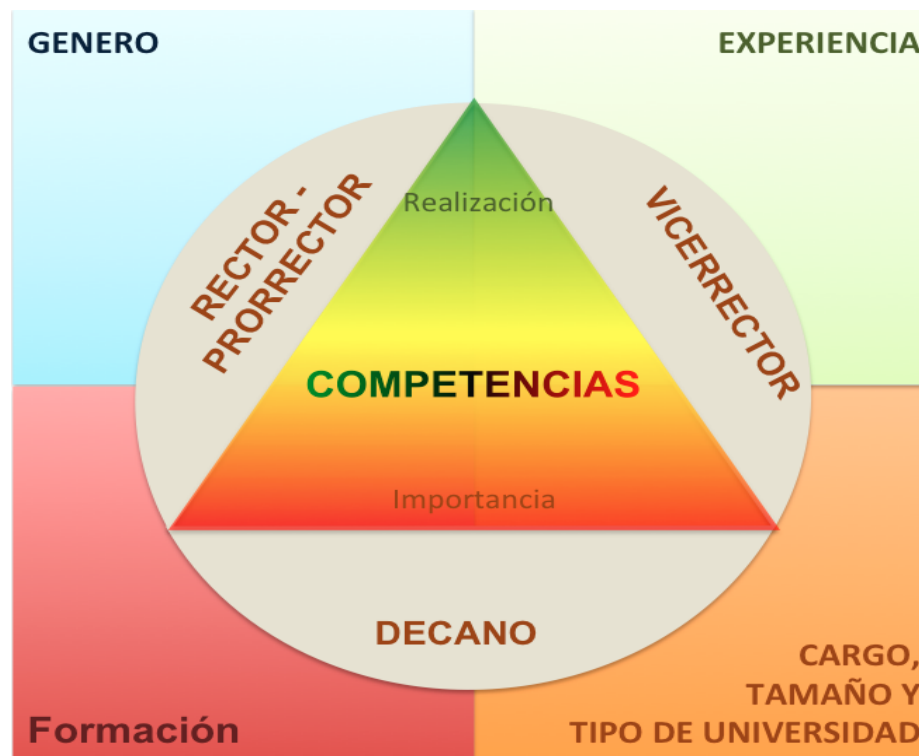 GENERO
EXPERIENCIA
RECTOR -
PRORRECTOR
Realización
VICERRECTOR
COMPETENCIAS
Importancia
DECANO
Formación
CARGO,
TAMAÑO Y
TIPO DE UNIVERSIDAD